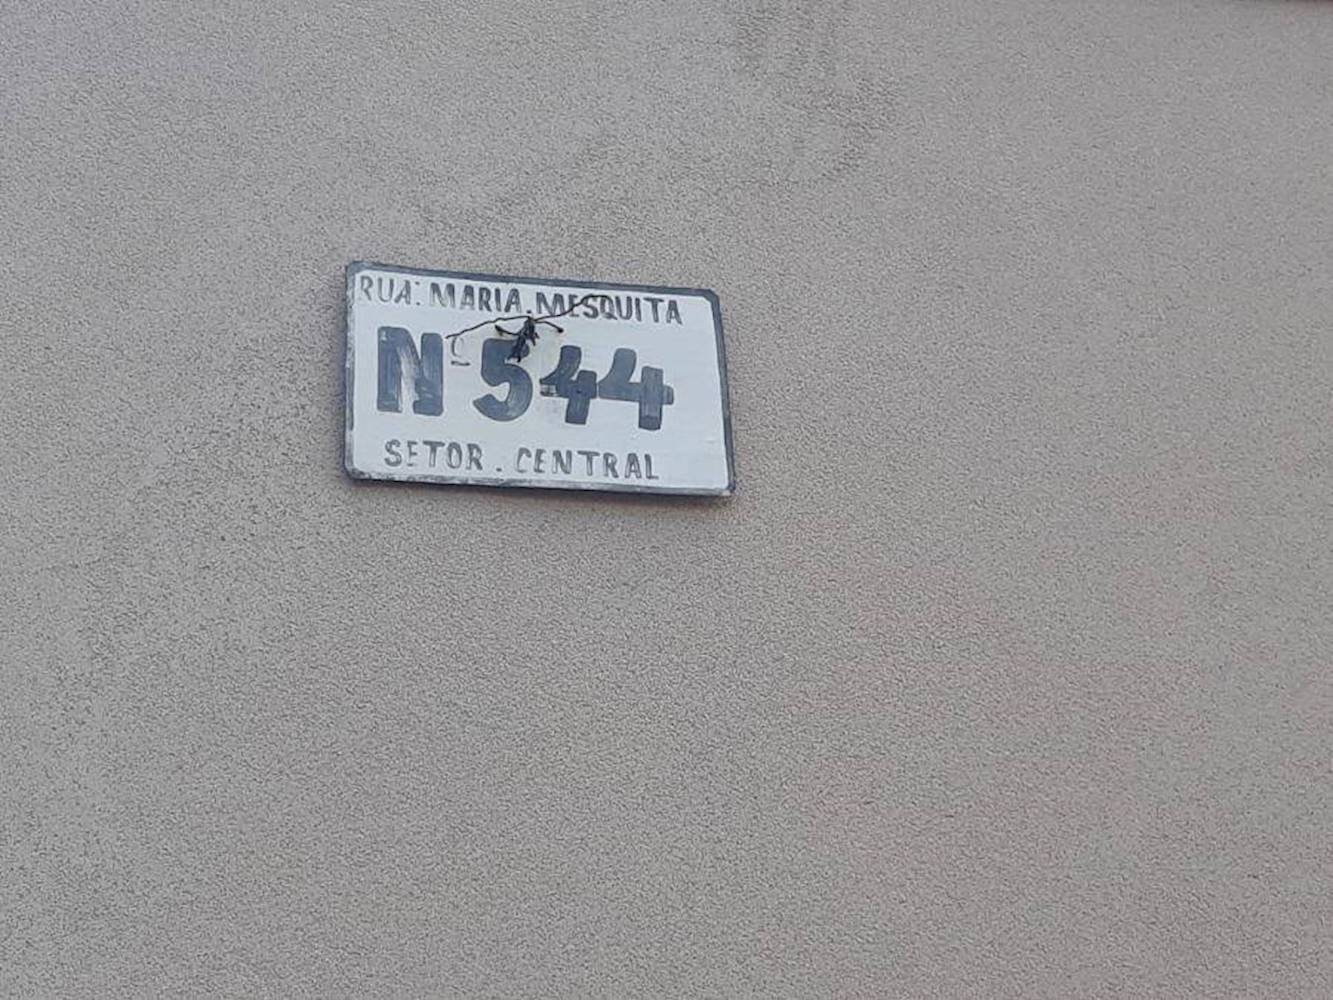 RUA: MARIA. MESQUITA
Nº 544
SETOR. CENTRAL